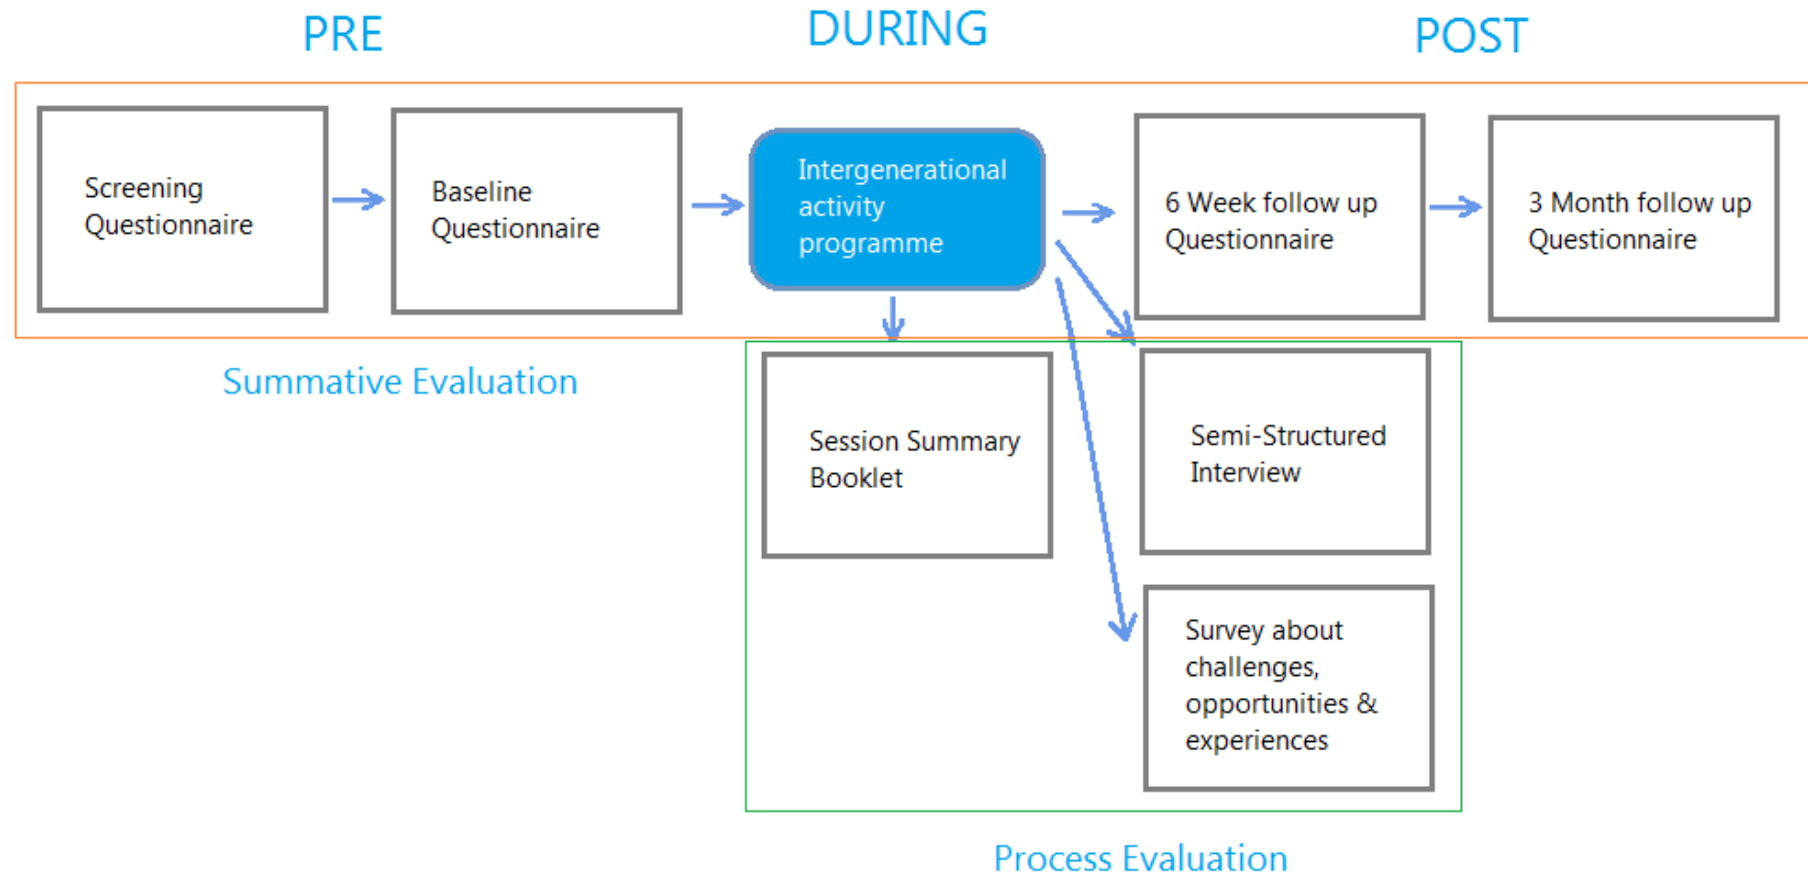 PRE
DURING
POST
Screening
Questionnaire
Baseline
Questionnaire
Intergenerational
activity
programme
6 Week follow up
Questionnaire
3 Month follow up
Questionnaire
Summative Evaluation
Session Summary
Booklet
Semi-Structured
Interview
Survey about
challenges,
opportunities &
experiences
Process Evaluation